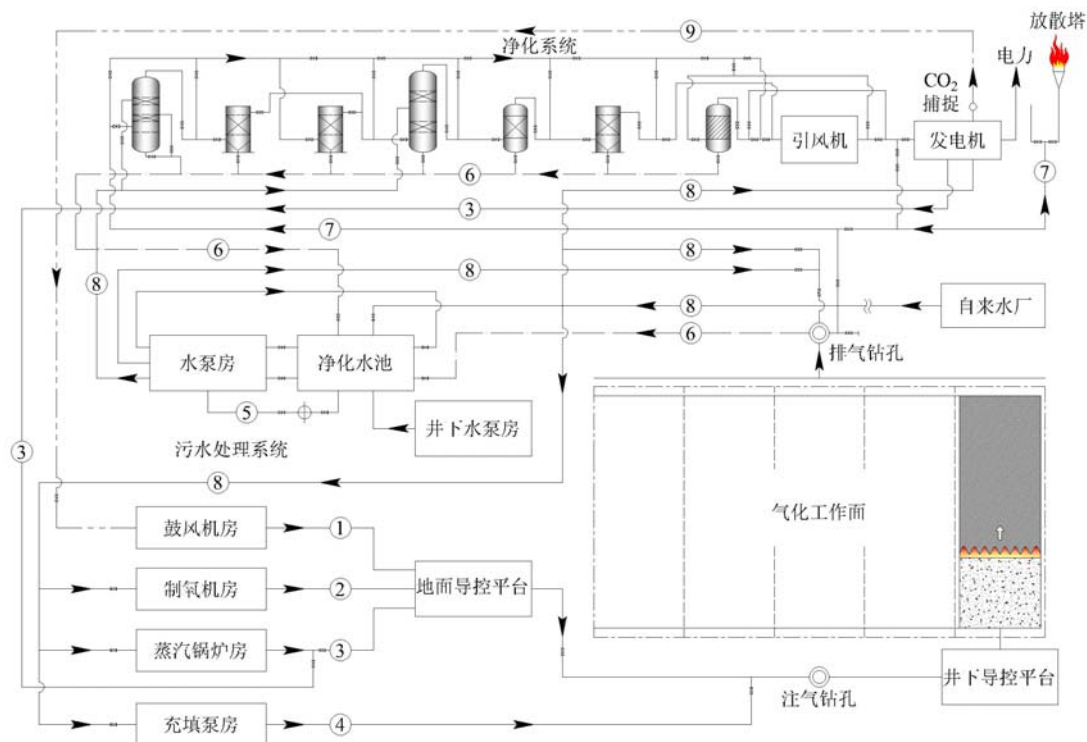 放散塔
⑨
净化系统
电力
CO₂
捕捉
引风机
发电机
⑥
⑧
⑦
③
⑦
⑥
⑧
⑧
⑧
⑧
自来水厂
⑥
排气钻孔
水泵房
净化水池
⑤
井下水泵房
③
污水处理系统
⑧
气化工作面
鼓风机房
①
制氧机房
②
地面导控平台
蒸汽锅炉房
③
注气钻孔
井下导控平台
充填泵房
④